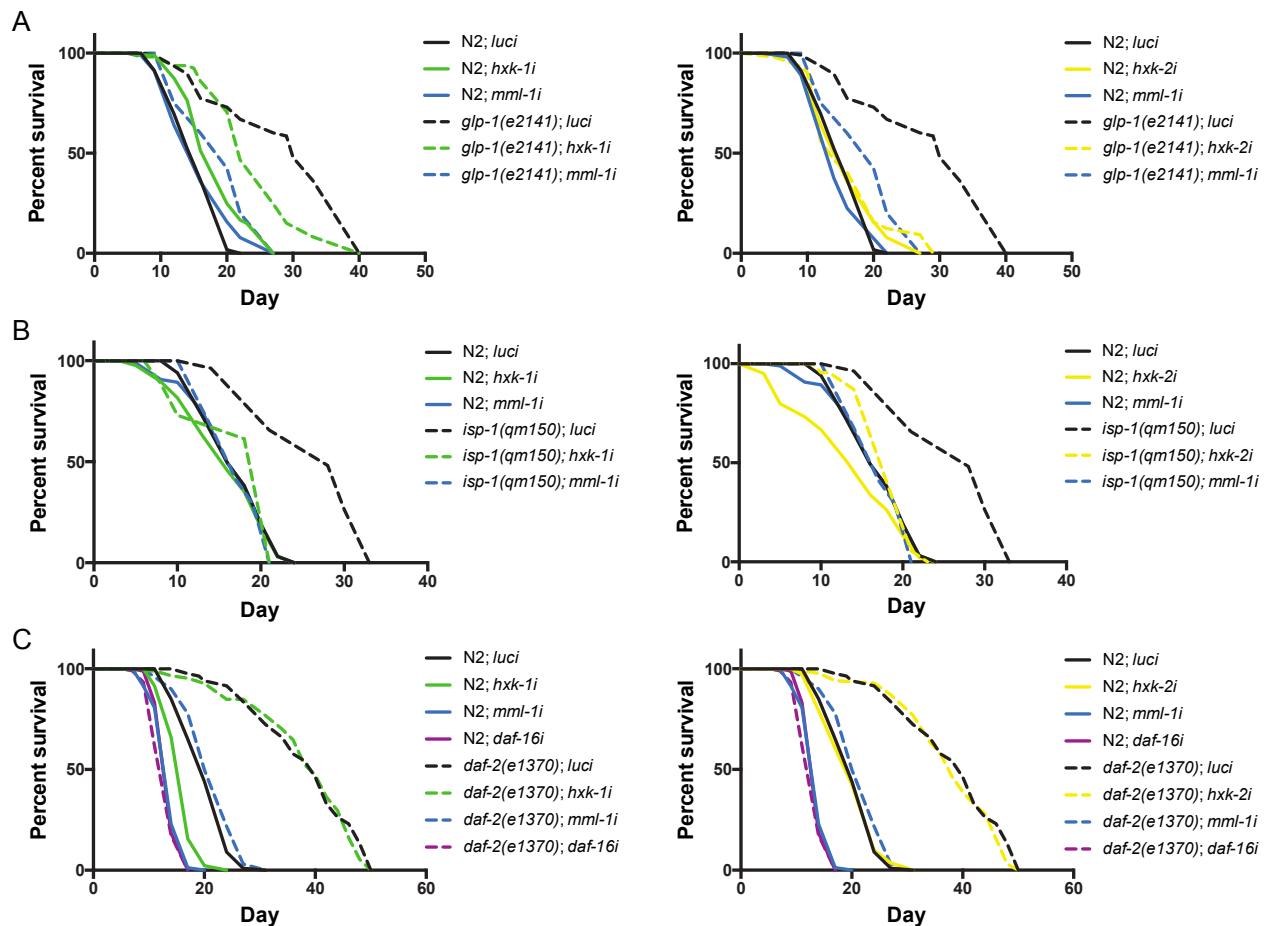 A
Percent survival
100
50
0
0 10 20 30 40 50
Day
N2; luci
N2; hxk-1i
N2; mml-1i
glp-1(e2141); luci
glp-1(e2141); hxk-1i
glp-1(e2141); mml-1i
Percent survival
100
50
0
0 10 20 30 40 50
Day
N2; luci
N2; hxk-2i
N2; mml-1i
glp-1(e2141); luci
glp-1(e2141); hxk-2i
glp-1(e2141); mml-1i
B
Percent survival
100
50
0
0 10 20 30 40
Day
N2; luci
N2; hxk-1i
N2; mml-1i
isp-1(qm150); luci
isp-1(qm150); hxk-1i
isp-1(qm150); mml-1i
Percent survival
100
50
0
0 10 20 30 40
Day
N2; luci
N2; hxk-2i
N2; mml-1i
isp-1(qm150); luci
isp-1(qm150); hxk-2i
isp-1(qm150); mml-1i
C
Percent survival
100
50
0
0 20 40 60
Day
N2; luci
N2; hxk-1i
N2; mml-1i
N2; daf-16i
daf-2(e1370); luci
daf-2(e1370); hxk-1i
daf-2(e1370); mml-1i
daf-2(e1370); daf-16i
Percent survival
100
50
0
0 20 40 60
Day
N2; luci
N2; hxk-2i
N2; mml-1i
N2; daf-16i
daf-2(e1370); luci
daf-2(e1370); hxk-2i
daf-2(e1370); mml-1i
daf-2(e1370); daf-16i